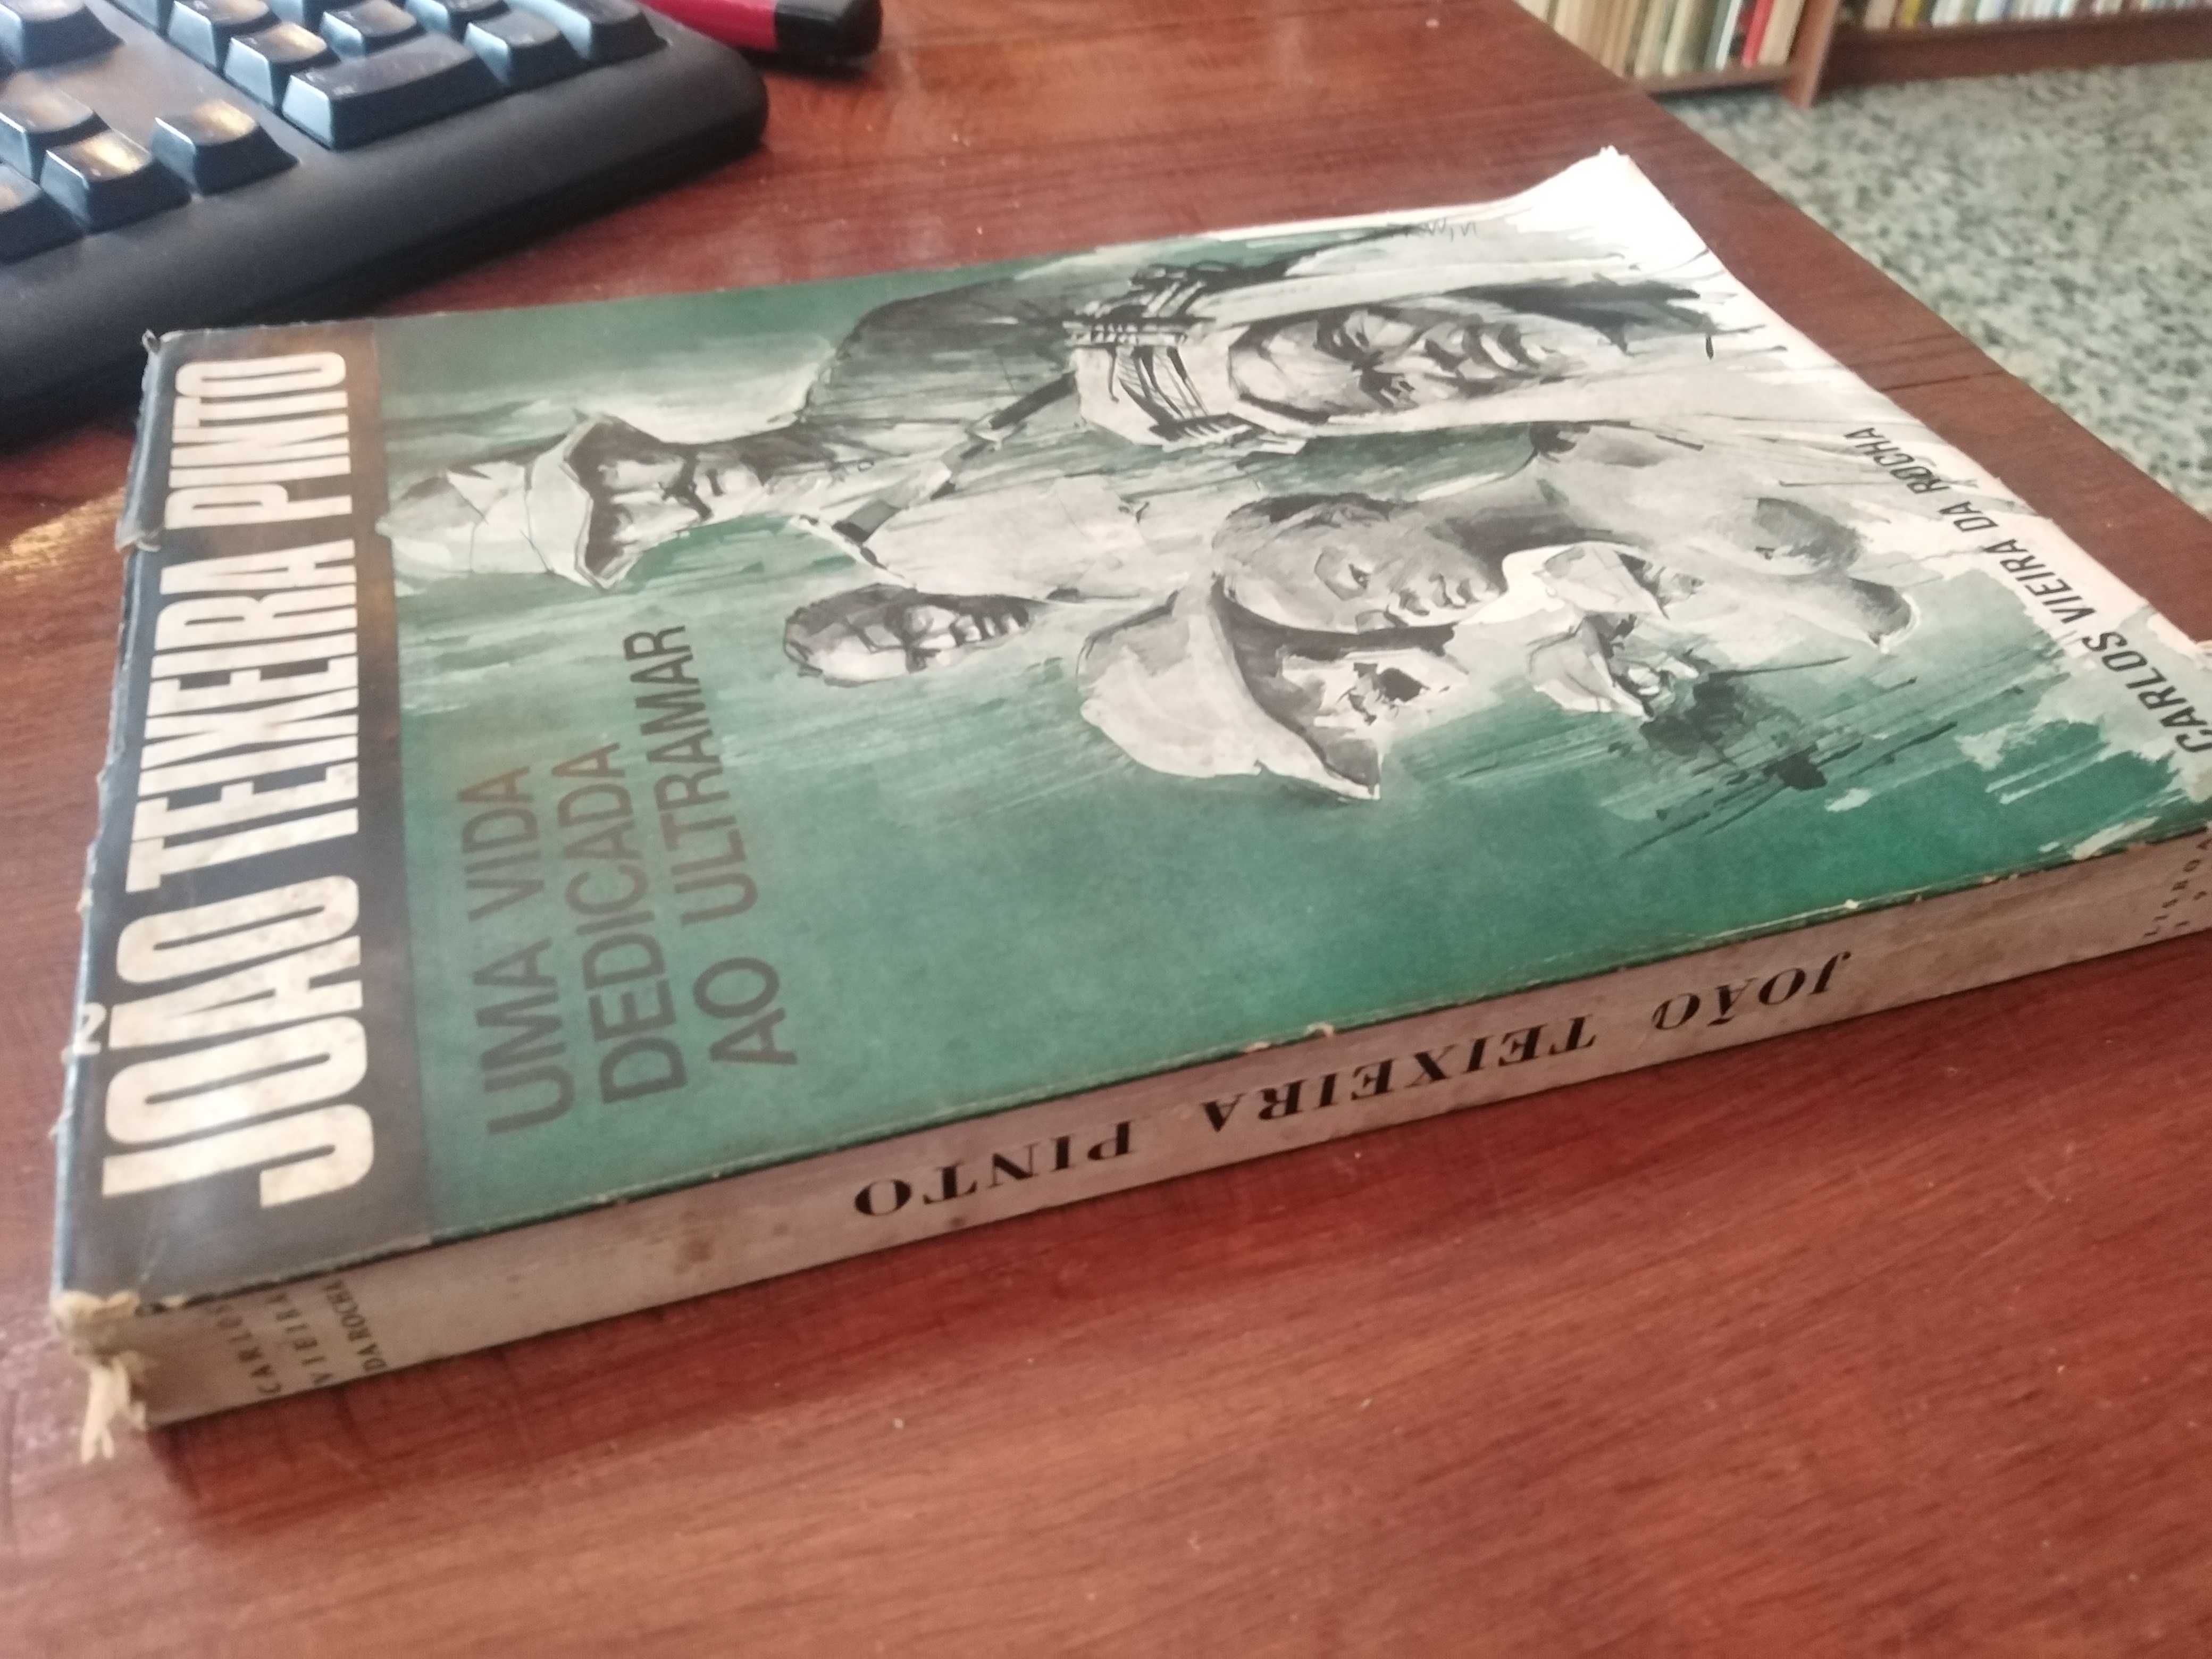 JOÃO TEIXEIRA PINTO
UMA VIDA
DEDICADA
AO ULTRAMAR
CARLOS VIEIRA DA ROCHA
CARLOS
VIEIRA
DA ROCHA
JOÃO TEIXEIRA PINTO
LISBOA